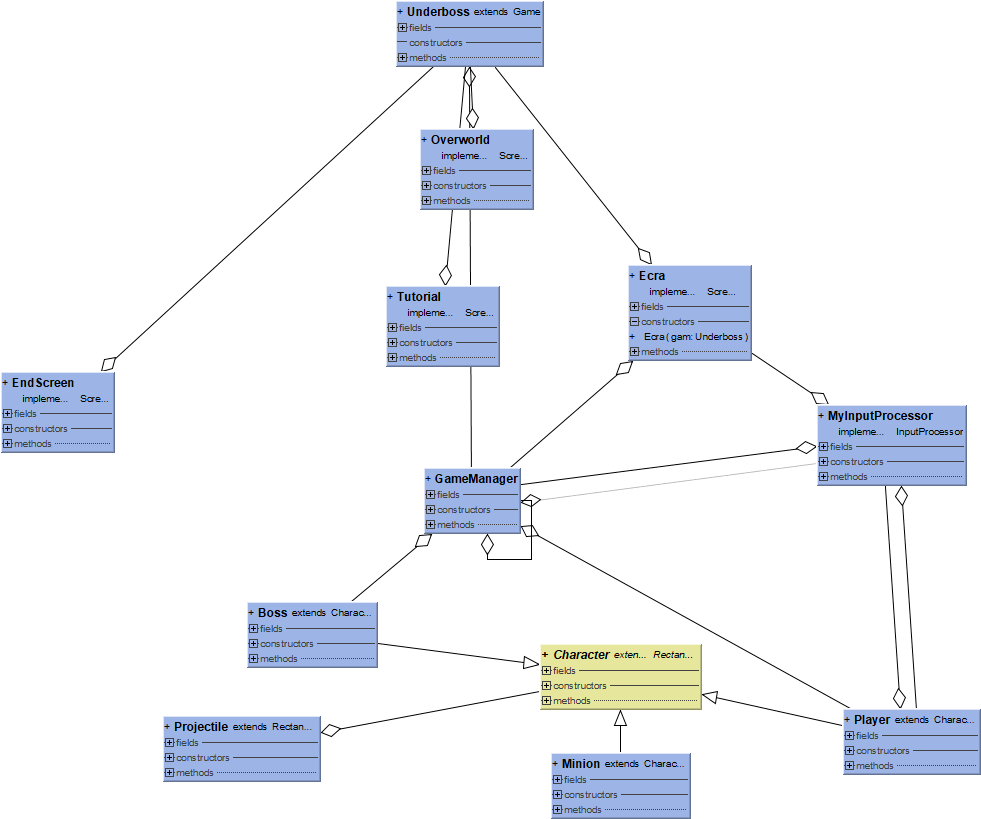 + Underboss extends Game
fields
constructors
methods
+ Overworld
impleme... Scre...
fields
constructors
methods
+ Ecra
impleme... Scre...
fields
constructors
+ Ecra ( gam: Underboss )
methods
+ Tutorial
impleme... Scre...
fields
constructors
methods
+ EndScreen
impleme... Scre...
fields
constructors
methods
+ MyInputProcessor
impleme... InputProcessor
fields
constructors
methods
+ GameManager
fields
constructors
methods
+ Boss extends Charac...
fields
constructors
methods
+ Character exten... Rectan...
fields
constructors
methods
+ Projectile extends Rectan...
fields
constructors
methods
+ Player extends Charac...
fields
constructors
methods
+ Minion extends Charac...
fields
constructors
methods